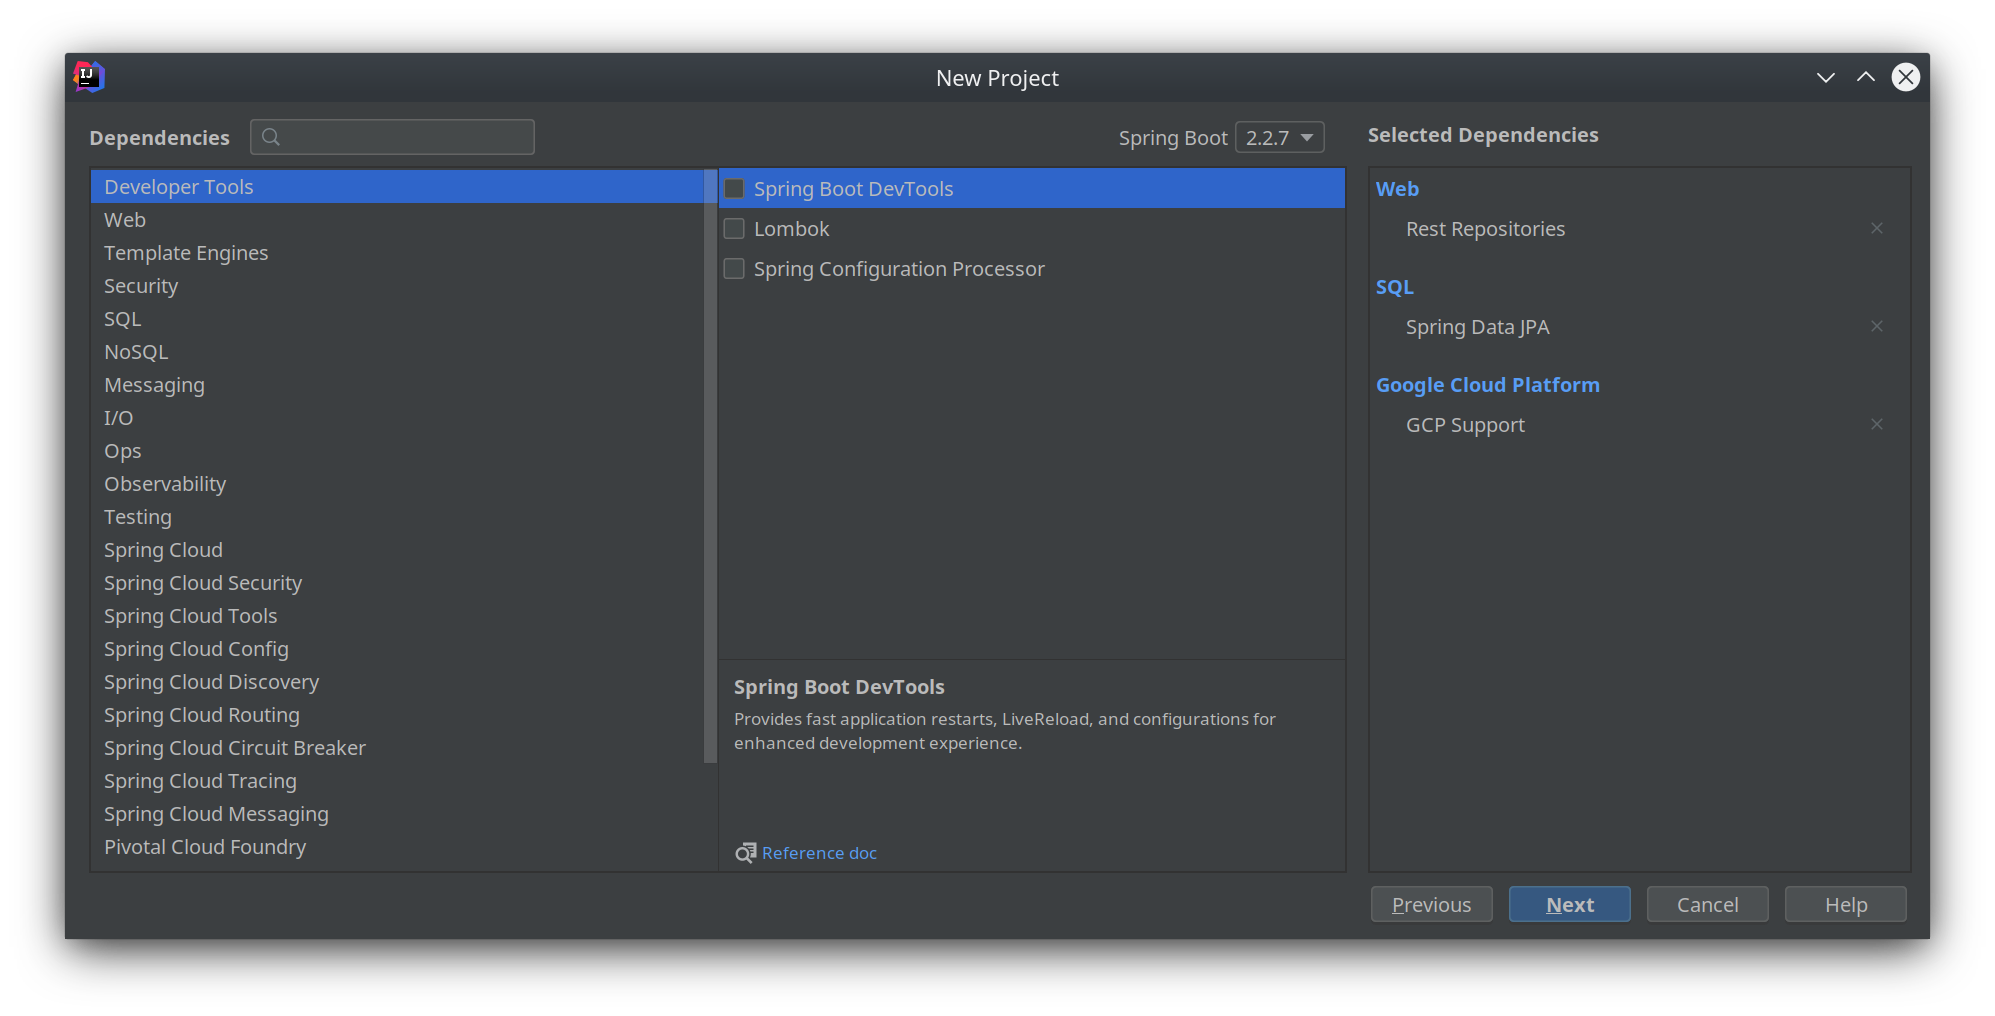 IJ
New Project
Dependencies
Spring Boot 2.2.7
Selected Dependencies
Developer Tools
Web
Template Engines
Security
SQL
NoSQL
Messaging
I/O
Ops
Observability
Testing
Spring Cloud
Spring Cloud Security
Spring Cloud Tools
Spring Cloud Config
Spring Cloud Discovery
Spring Cloud Routing
Spring Cloud Circuit Breaker
Spring Cloud Tracing
Spring Cloud Messaging
Pivotal Cloud Foundry
Spring Boot DevTools
Lombok
Spring Configuration Processor
Spring Boot DevTools
Provides fast application restarts, LiveReload, and configurations for
enhanced development experience.
Reference doc
Web
Rest Repositories
SQL
Spring Data JPA
Google Cloud Platform
GCP Support
Previous
Next
Cancel
Help